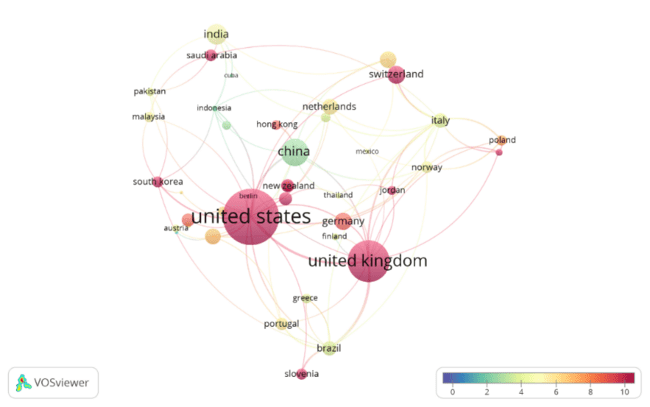 india
saudi arabia
switzerland
cuba
pakistan
netherlands
indonesia
malaysia
italy
hong kong
poland
china
mexico
norway
south korea
new zealand
jordan
berlin
thailand
united states
germany
austria
finland
united kingdom
greece
portugal
brazil
slovenia
VOSviewer
0 2 4 6 8 10